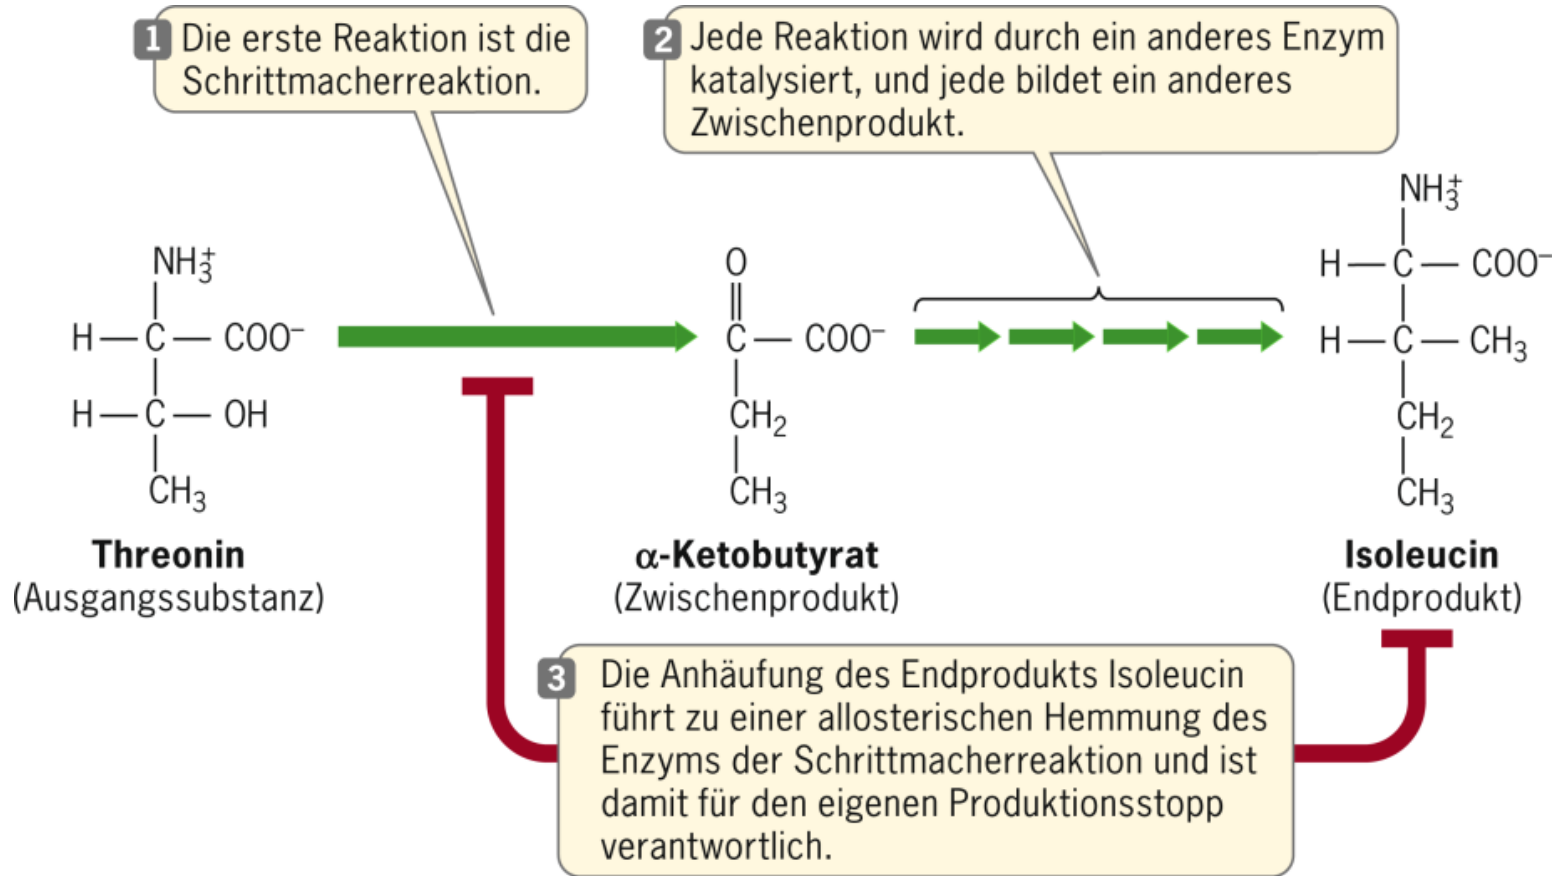 1 Die erste Reaktion ist die
Schrittmacherreaktion.
2 Jede Reaktion wird durch ein anderes Enzym
katalysiert, und jede bildet ein anderes
Zwischenprodukt.
NH₃⁺
H—C—COO⁻
H—C—OH
CH₃
Threonin
(Ausgangssubstanz)
O
C—COO⁻
CH₂
CH₃
α-Ketobutyrat
(Zwischenprodukt)
NH₃⁺
H—C—COO⁻
H—C—CH₃
CH₂
CH₃
Isoleucin
(Endprodukt)
3 Die Anhäufung des Endprodukts Isoleucin
führt zu einer allosterischen Hemmung des
Enzyms der Schrittmacherreaktion und ist
damit für den eigenen Produktionsstopp
verantwortlich.